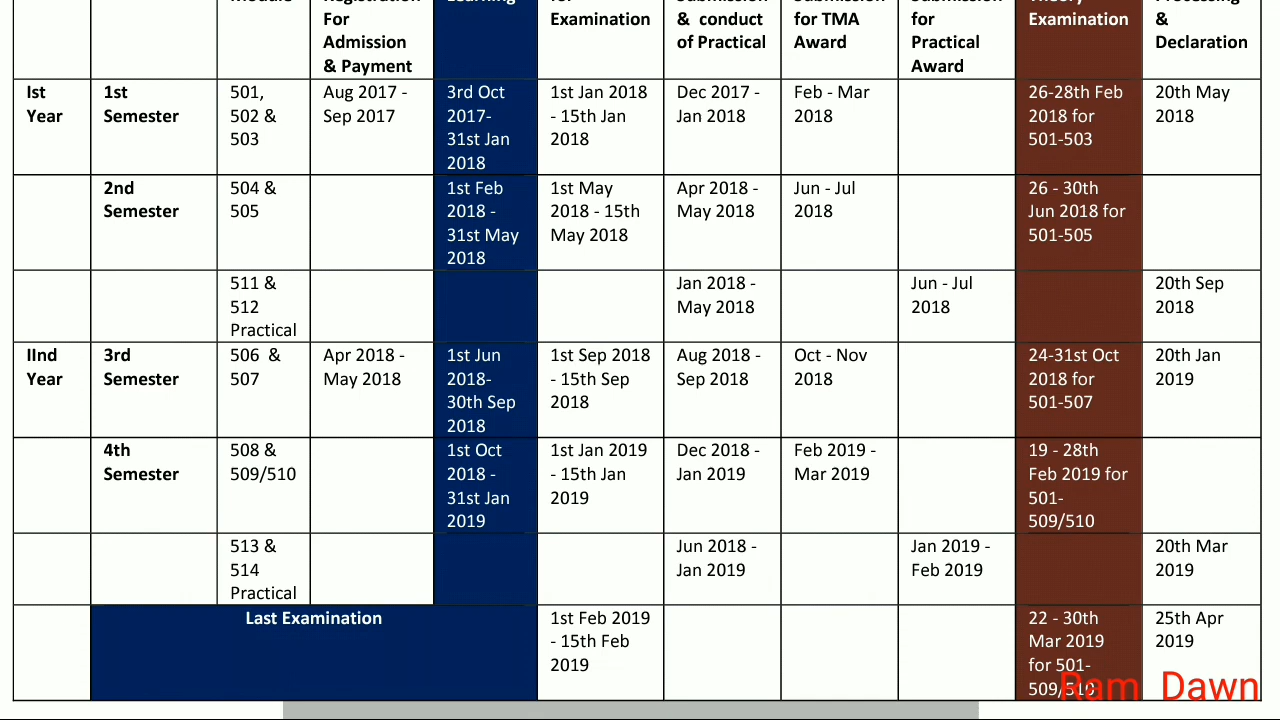 For
Admission
& Payment
Examination
& conduct
of Practical
for TMA
Award
for
Practical
Award
Examination
&
Declaration
Ist
Year
1st
Semester
501,
502 &
503
Aug 2017 -
Sep 2017
3rd Oct
2017-
31st Jan
2018
1st Jan 2018
- 15th Jan
2018
Dec 2017 -
Jan 2018
Feb - Mar
2018
26-28th Feb
2018 for
501-503
20th May
2018
2nd
Semester
504 &
505
1st Feb
2018 -
31st May
2018
1st May
2018 - 15th
May 2018
Apr 2018 -
May 2018
Jun - Jul
2018
26 - 30th
Jun 2018 for
501-505
511 &
512
Practical
Jan 2018 -
May 2018
Jun - Jul
2018
20th Sep
2018
IInd
Year
3rd
Semester
506 &
507
Apr 2018 -
May 2018
1st Jun
2018-
30th Sep
2018
1st Sep 2018
- 15th Sep
2018
Aug 2018 -
Sep 2018
Oct - Nov
2018
24-31st Oct
2018 for
501-507
20th Jan
2019
4th
Semester
508 &
509/510
1st Oct
2018 -
31st Jan
2019
1st Jan 2019
- 15th Jan
2019
Dec 2018 -
Jan 2019
Feb 2019 -
Mar 2019
19 - 28th
Feb 2019 for
501-
509/510
513 &
514
Practical
Jun 2018 -
Jan 2019
Jan 2019 -
Feb 2019
20th Mar
2019
Last Examination
1st Feb 2019
- 15th Feb
2019
22 - 30th
Mar 2019
for 501-
509/510
25th Apr
2019
Ram Dawn